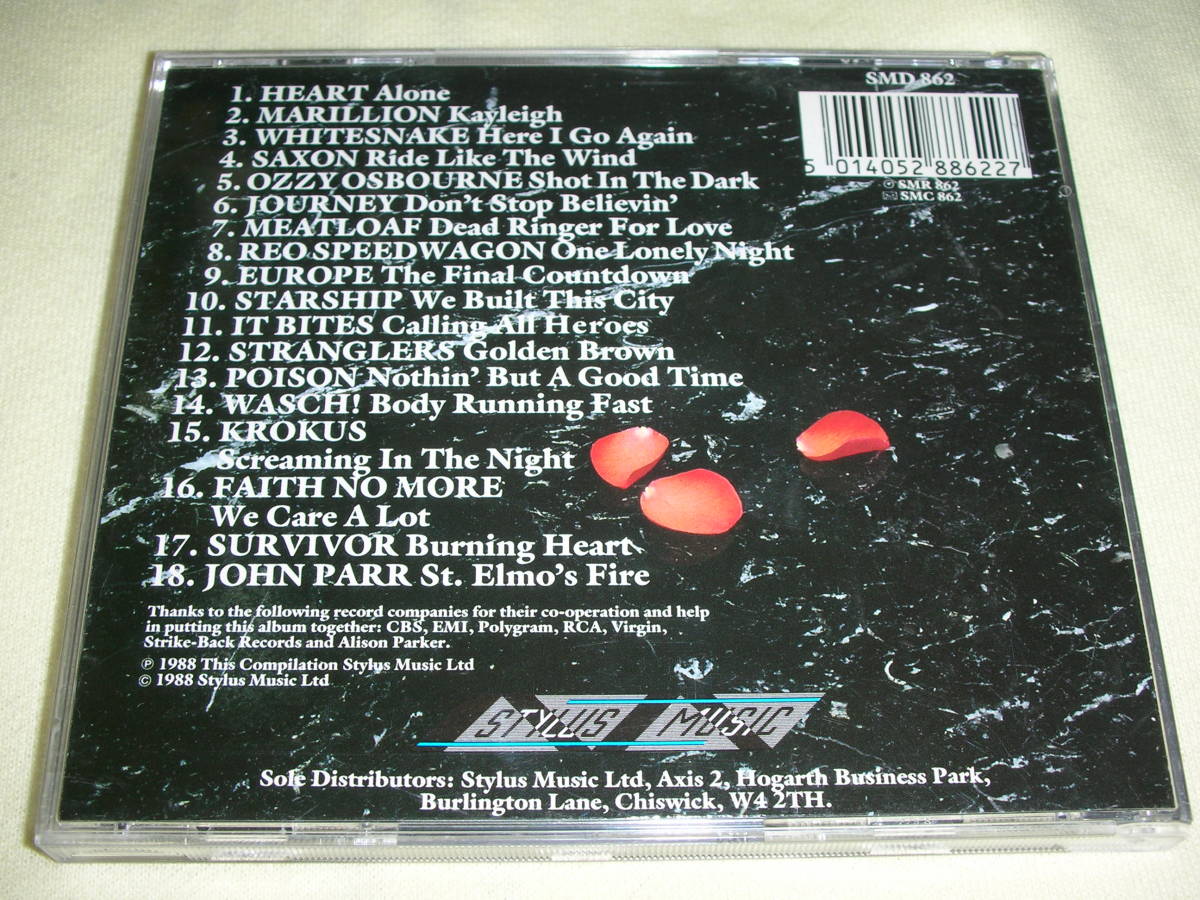 SMD 862
1. HEART Alone
2. MARILLION Kayleigh
3. WHITESNAKE Here I Go Again
4. SAXON Ride Like The Wind
5. OZZY OSBOURNE Shot In The Dark
6. JOURNEY Don't Stop Believin'
7. MEATLOAF Dead Ringer For Love
8. REO SPEEDWAGON One Lonely Night
9. EUROPE The Final Countdown
10. STARSHIP We Built This City
11. IT BITES Calling All Heroes
12. STRANGLERS Golden Brown
13. POISON Nothin' But A Good Time
14. WASCH! Body Running Fast
15. KROKUS
Screaming In The Night
16. FAITH NO MORE
We Care A Lot
17. SURVIVOR Burning Heart
18. JOHN PARR St. Elmo's Fire
5 014052 886227
SMR 862
SMC 862
Thanks to the following record companies for their co-operation and help
in putting this album together: CBS, EMI, Polygram, RCA, Virgin,
Strike-Back Records and Alison Parker.
℗ 1988 This Compilation Stylus Music Ltd
© 1988 Stylus Music Ltd
STYLUS MUSIC
Sole Distributors: Stylus Music Ltd, Axis 2, Hogarth Business Park,
Burlington Lane, Chiswick, W4 2TH.